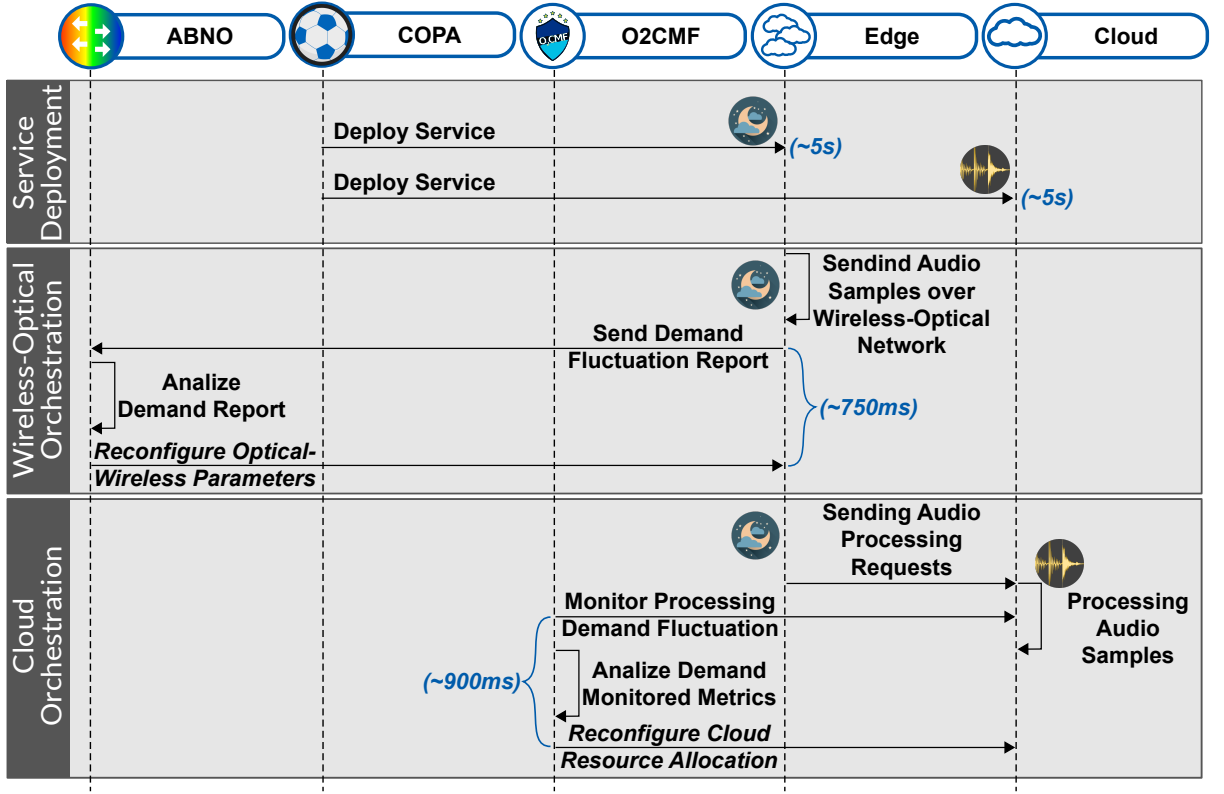 ABNO
COPA
O2CMF
O.CMF
Edge
Cloud
Service
Deployment
Deploy Service
(~5s)
Deploy Service
(~5s)
Wireless-Optical
Orchestration
Sendind Audio
Samples over
Wireless-Optical
Network
Send Demand
Fluctuation Report
Analize
Demand Report
(~750ms)
Reconfigure Optical-
Wireless Parameters
Cloud
Orchestration
Sending Audio
Processing
Requests
Monitor Processing
Demand Fluctuation
Processing
Audio
Samples
(~900ms)
Analize Demand
Monitored Metrics
Reconfigure Cloud
Resource Allocation